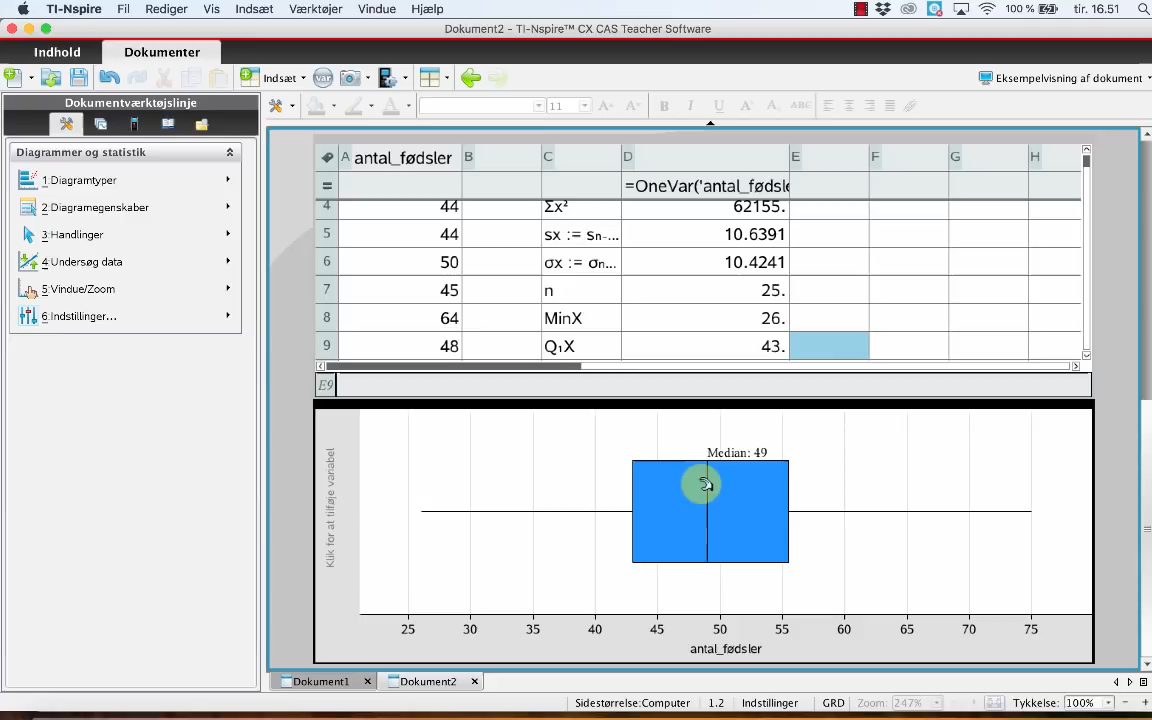 TI-Nspire Fil Rediger Vis Indsæt Værktøjer Vindue Hjælp 100 % tir. 16.51
Dokument2 - TI-Nspire™ CX CAS Teacher Software
Indhold Dokumenter
Indsæt var Eksempelvisning af dokument
Dokumentværktøjslinje
11 A A B I U A A ABC
Diagrammer og statistik
1:Diagramtyper
2:Diagramegenskaber
3:Handlinger
4:Undersøg data
5:Vindue/Zoom
6:Indstillinger...
A antal_fødsler B C D E F G H
= =OneVar('antal_fødsle
4 44 Σx² 62155.
5 44 sx := sn-... 10.6391
6 50 σx := σn... 10.4241
7 45 n 25.
8 64 MinX 26.
9 48 Q₁X 43.
E9
Klik for at tilføje variabel
Median: 49
25 30 35 40 45 50 55 60 65 70 75
antal_fødsler
Dokument1 Dokument2
Sidestørrelse:Computer 1.2 Indstillinger GRD Zoom: 247% Tykkelse: 100%